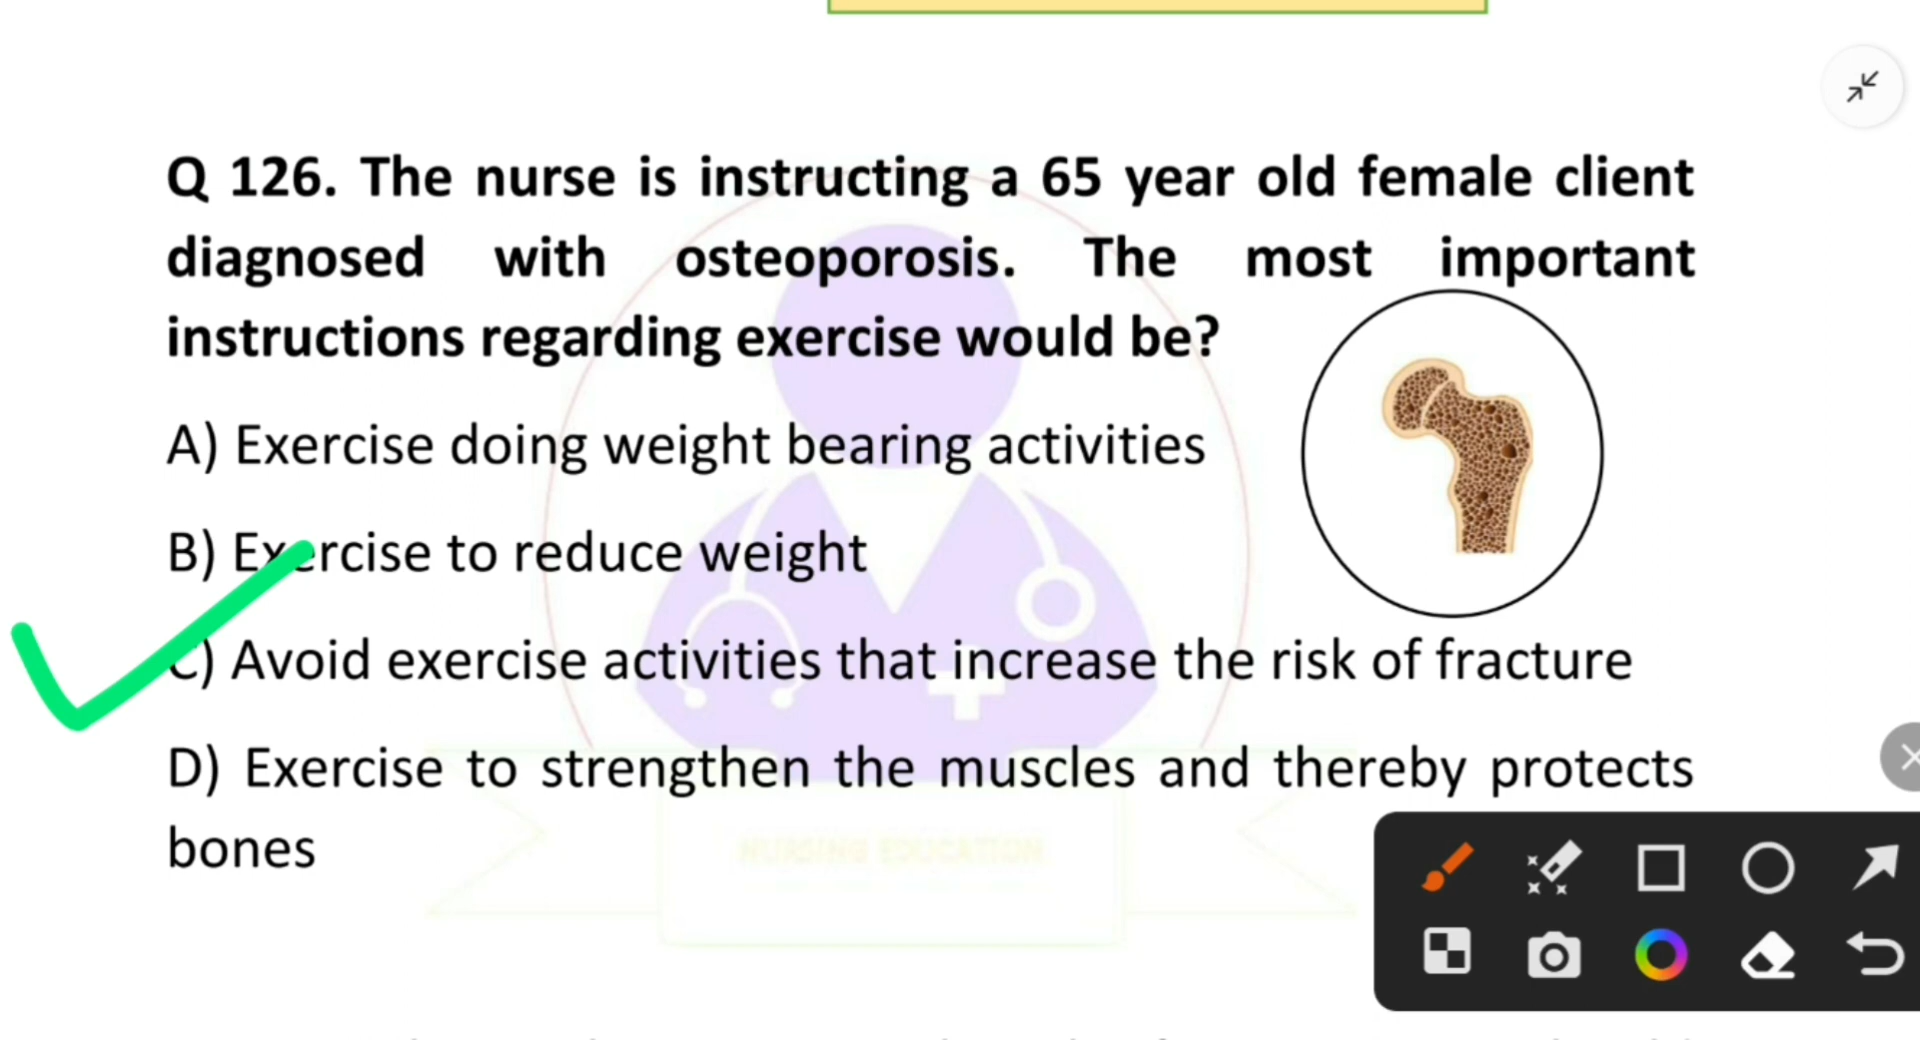 Q 126. The nurse is instructing a 65 year old female client
diagnosed with osteoporosis. The most important
instructions regarding exercise would be?
A) Exercise doing weight bearing activities
B) Exercise to reduce weight
C) Avoid exercise activities that increase the risk of fracture
D) Exercise to strengthen the muscles and thereby protects
bones
NURSING EDUCATION